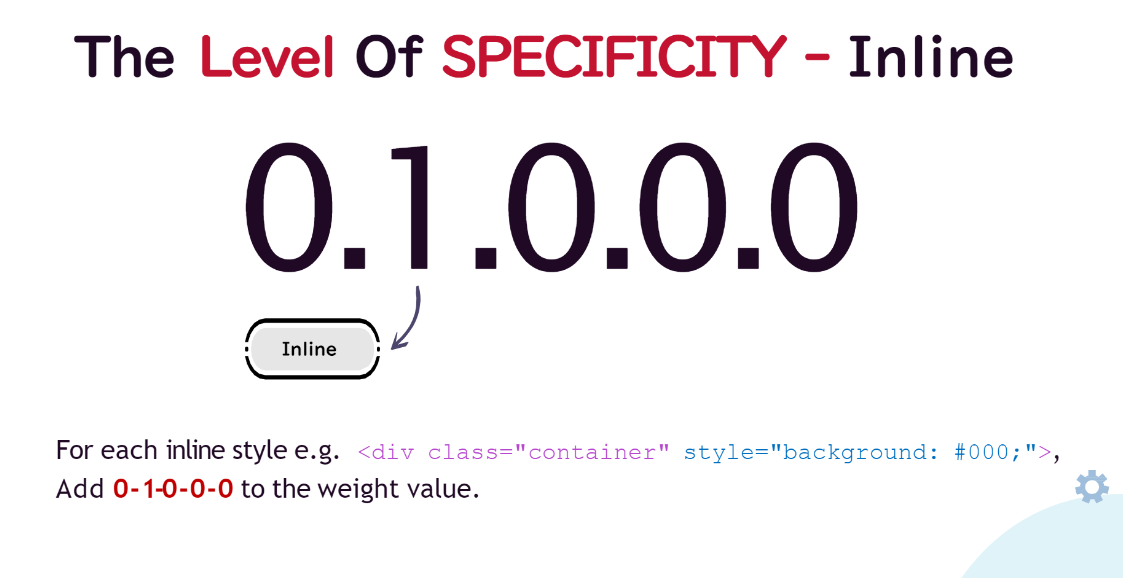 The Level Of SPECIFICITY - Inline
0.1.0.0.0
Inline
For each inline style e.g. <div class="container" style="background: #000;">,
Add 0-1-0-0-0 to the weight value.